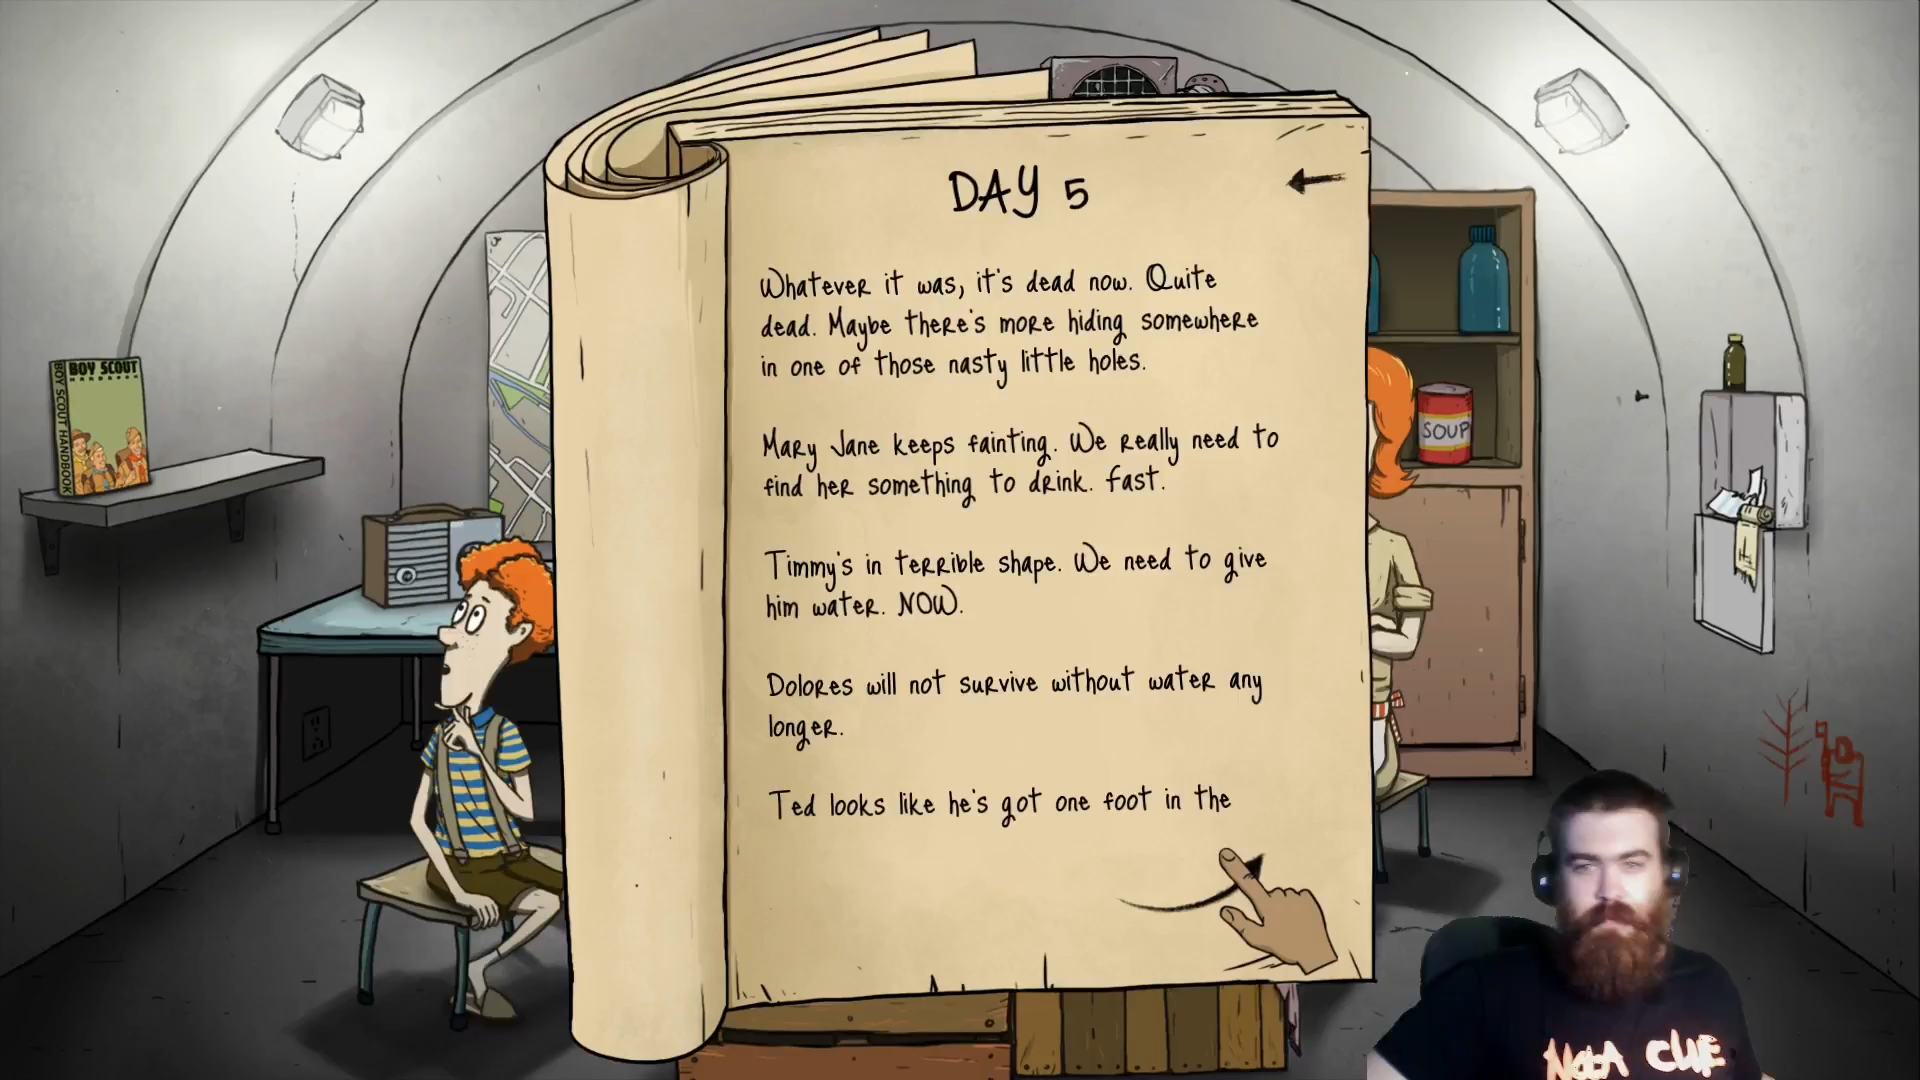 DAY 5
Whatever it was, it's dead now. Quite
dead. Maybe there's more hiding somewhere
in one of those nasty little holes.
Mary Jane keeps fainting. We really need to
find her something to drink. Fast.
Timmy's in terrible shape. We need to give
him water. NOW.
Dolores will not survive without water any
longer.
Ted looks like he's got one foot in the
BOY SCOUT
HANDBOOK
BOY SCOUT HANDBOOK
SOUP